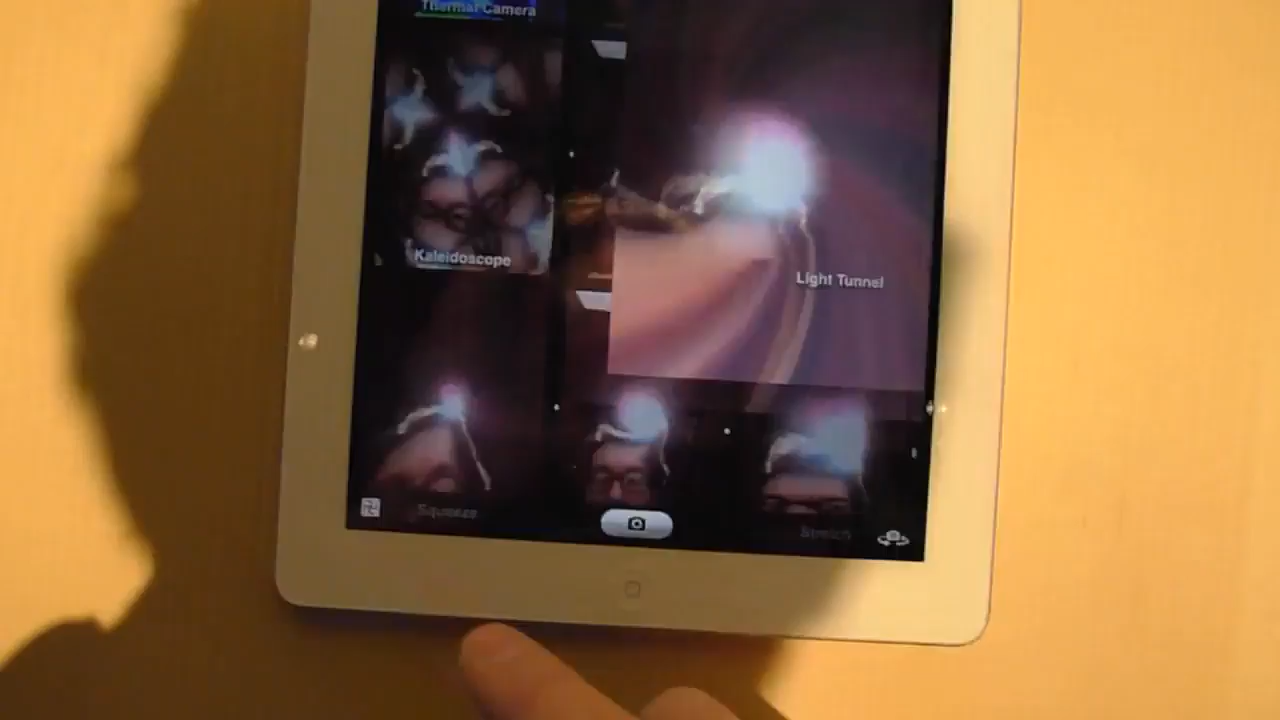 Thermal Camera
Kaleidoscope
Light Tunnel
Squeeze
Stretch